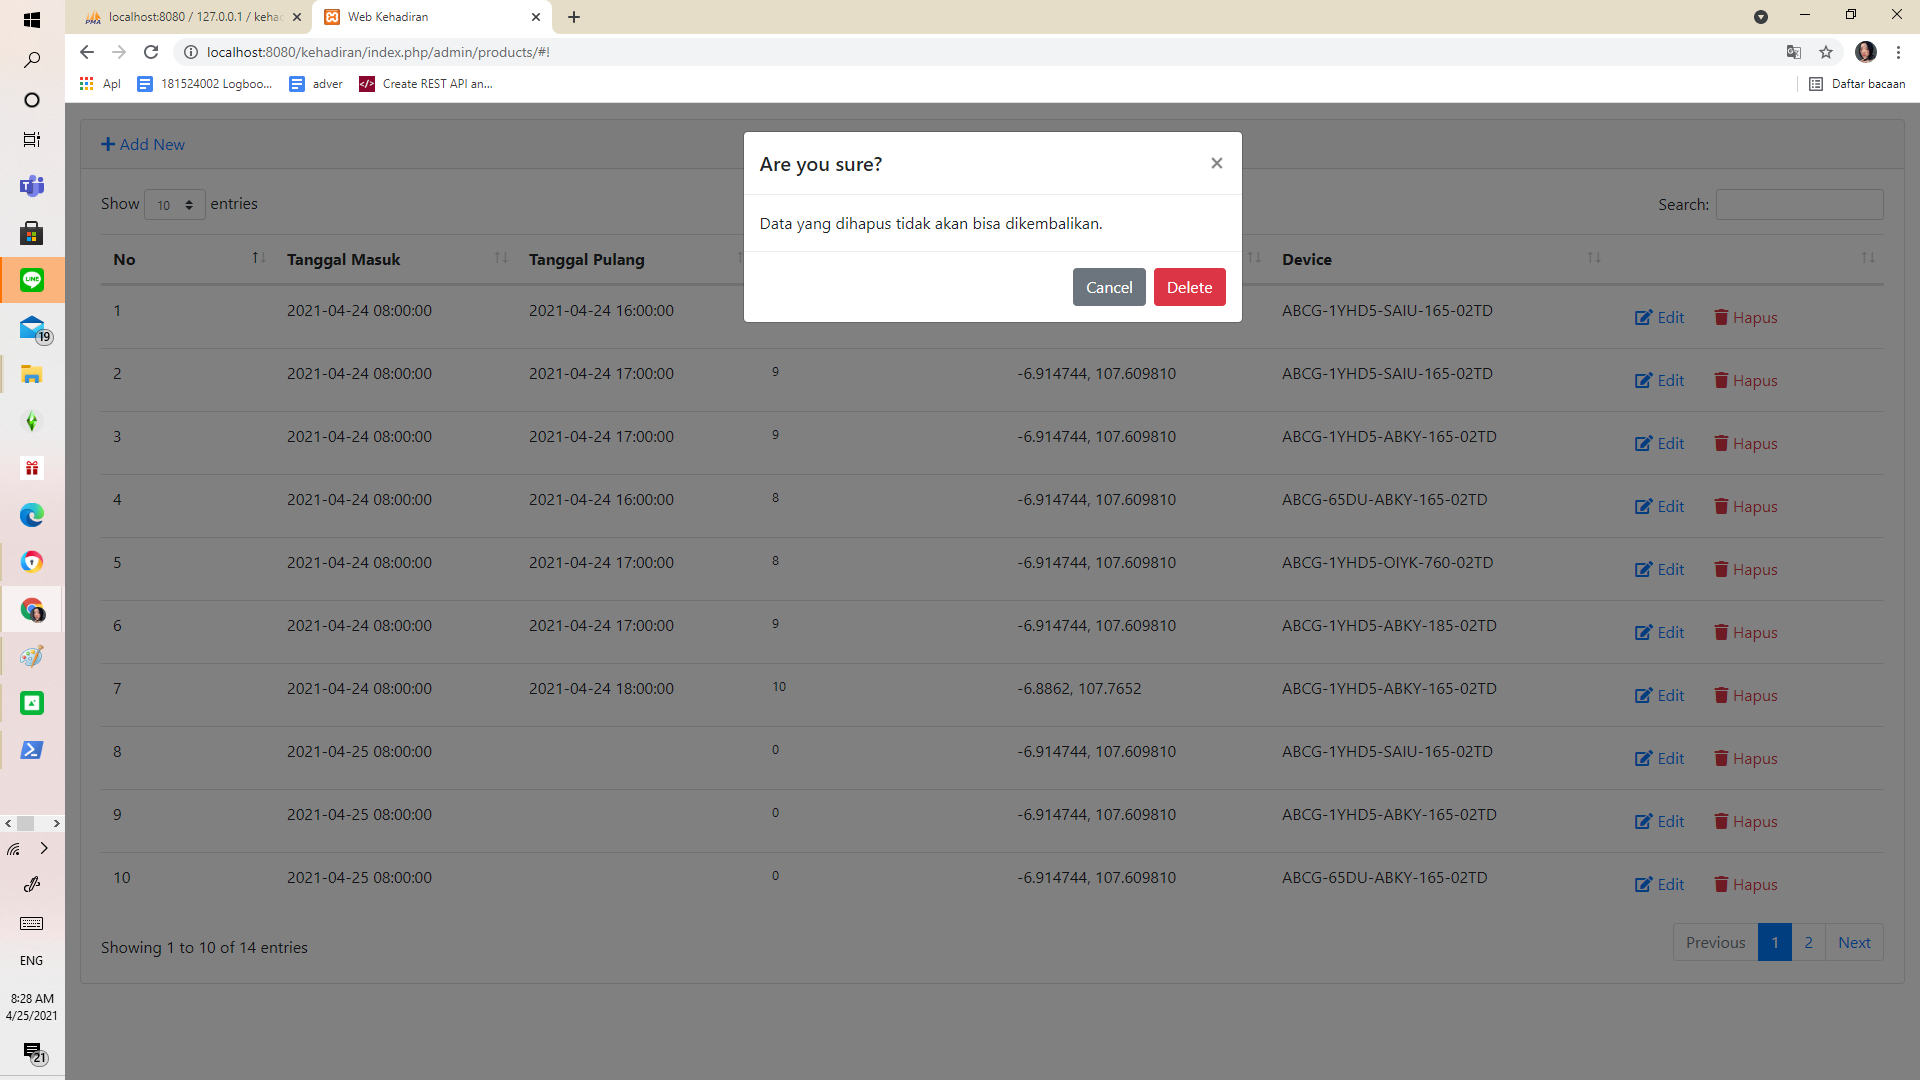 localhost:8080 / 127.0.0.1 / keha
Web Kehadiran
localhost:8080/kehadiran/index.php/admin/products/#!
Apl
181524002 Logboo...
adver
Create REST API an...
Daftar bacaan
Add New
Are you sure?
×
Data yang dihapus tidak akan bisa dikembalikan.
Cancel
Delete
Show 10 entries
Search:
No Tanggal Masuk Tanggal Pulang Device
1 2021-04-24 08:00:00 2021-04-24 16:00:00 ABCG-1YHD5-SAIU-165-02TD Edit Hapus
2 2021-04-24 08:00:00 2021-04-24 17:00:00 9 -6.914744, 107.609810 ABCG-1YHD5-SAIU-165-02TD Edit Hapus
3 2021-04-24 08:00:00 2021-04-24 17:00:00 9 -6.914744, 107.609810 ABCG-1YHD5-ABKY-165-02TD Edit Hapus
4 2021-04-24 08:00:00 2021-04-24 16:00:00 8 -6.914744, 107.609810 ABCG-65DU-ABKY-165-02TD Edit Hapus
5 2021-04-24 08:00:00 2021-04-24 17:00:00 8 -6.914744, 107.609810 ABCG-1YHD5-OIYK-760-02TD Edit Hapus
6 2021-04-24 08:00:00 2021-04-24 17:00:00 9 -6.914744, 107.609810 ABCG-1YHD5-ABKY-185-02TD Edit Hapus
7 2021-04-24 08:00:00 2021-04-24 18:00:00 10 -6.8862, 107.7652 ABCG-1YHD5-ABKY-165-02TD Edit Hapus
8 2021-04-25 08:00:00 0 -6.914744, 107.609810 ABCG-1YHD5-SAIU-165-02TD Edit Hapus
9 2021-04-25 08:00:00 0 -6.914744, 107.609810 ABCG-1YHD5-ABKY-165-02TD Edit Hapus
10 2021-04-25 08:00:00 0 -6.914744, 107.609810 ABCG-65DU-ABKY-165-02TD Edit Hapus
Showing 1 to 10 of 14 entries
Previous 1 2 Next
LINE
19
ENG
8:28 AM
4/25/2021
21